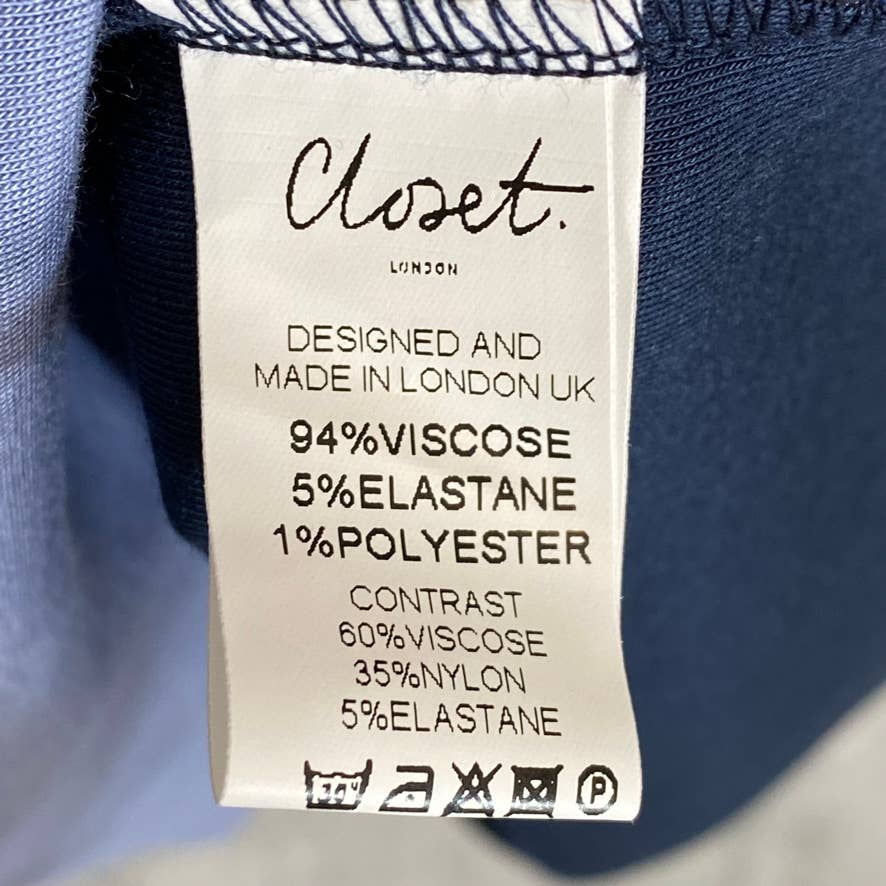 Closet.
LONDON
DESIGNED AND
MADE IN LONDON UK
94%VISCOSE
5%ELASTANE
1%POLYESTER
CONTRAST
60%VISCOSE
35%NYLON
5%ELASTANE
P